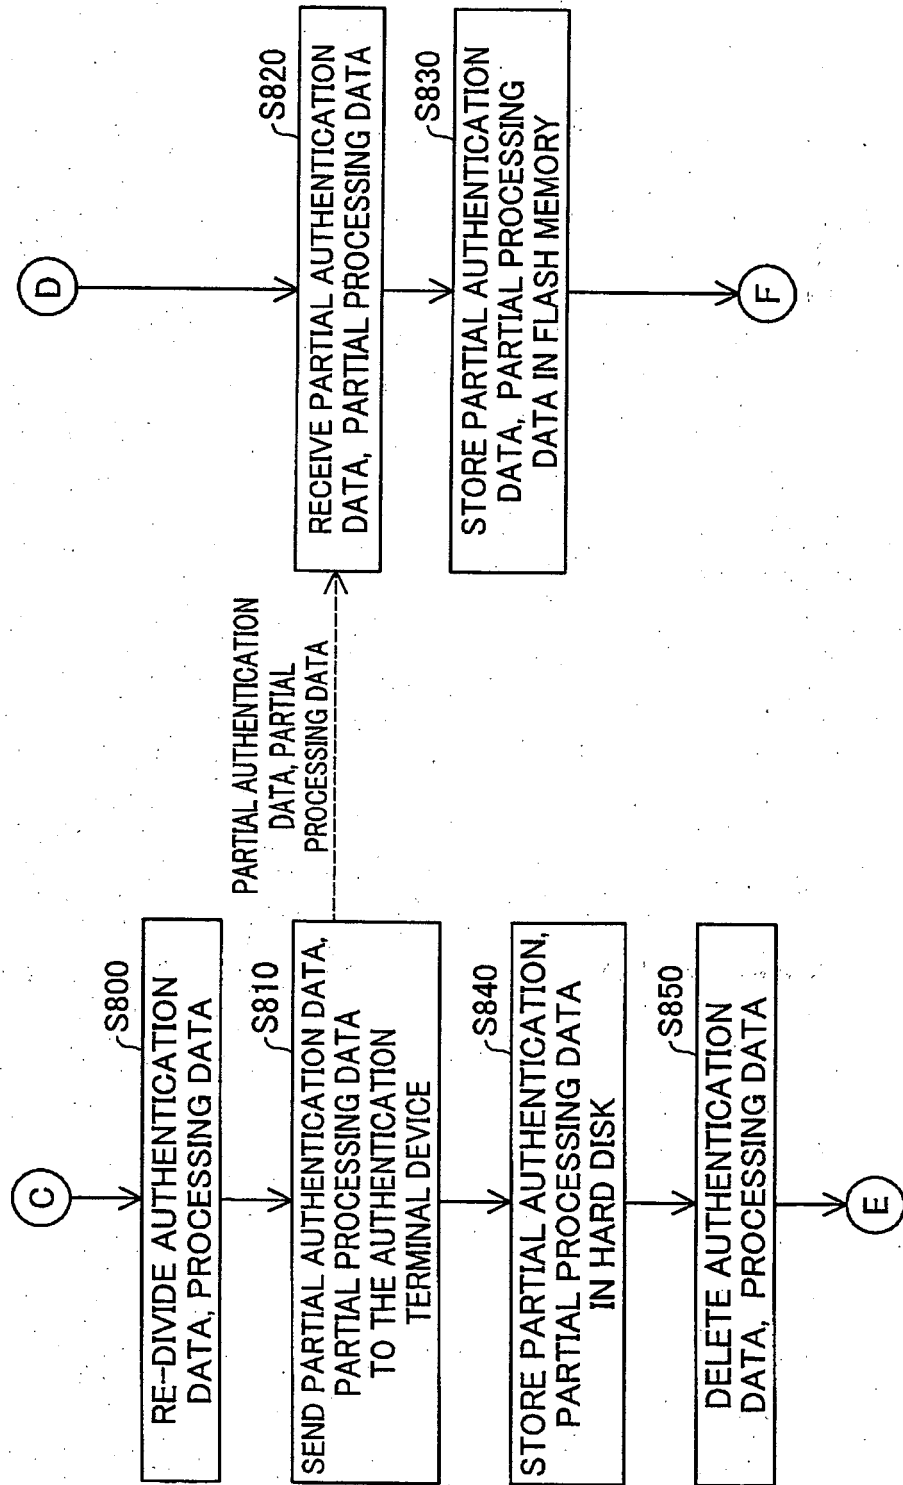 C
S800
RE-DIVIDE AUTHENTICATION
DATA, PROCESSING DATA
S810
SEND PARTIAL AUTHENTICATION DATA,
PARTIAL PROCESSING DATA
TO THE AUTHENTICATION
TERMINAL DEVICE
S840
STORE PARTIAL AUTHENTICATION,
PARTIAL PROCESSING DATA
IN HARD DISK
S850
DELETE AUTHENTICATION
DATA, PROCESSING DATA
E
PARTIAL AUTHENTICATION
DATA, PARTIAL
PROCESSING DATA
D
S820
RECEIVE PARTIAL AUTHENTICATION
DATA, PARTIAL PROCESSING DATA
S830
STORE PARTIAL AUTHENTICATION
DATA, PARTIAL PROCESSING
DATA IN FLASH MEMORY
F